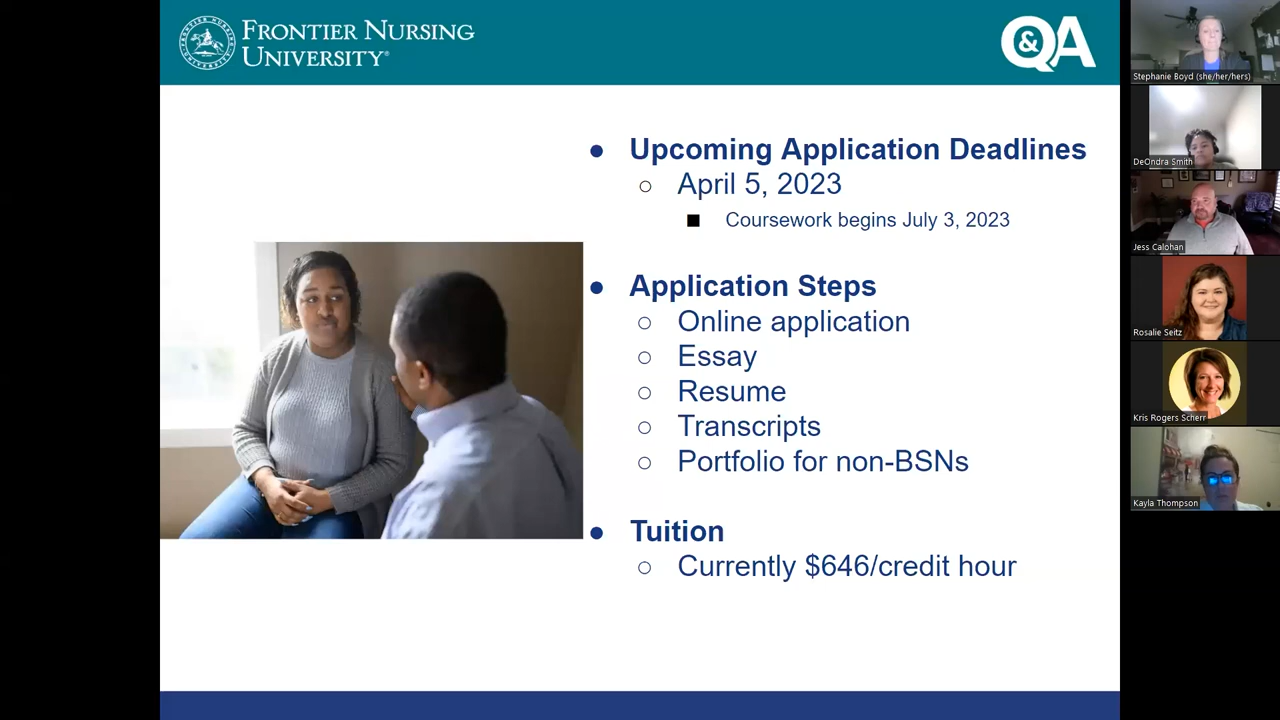 FRONTIER NURSING
UNIVERSITY®
Q&A
Upcoming Application Deadlines
April 5, 2023
Coursework begins July 3, 2023
Application Steps
Online application
Essay
Resume
Transcripts
Portfolio for non-BSNs
Tuition
Currently $646/credit hour
Stephanie Boyd (she/her/hers)
DeOndra Smith
Jess Calohan
Rosalie Seitz
Kris Rogers Scherr
Kayla Thompson